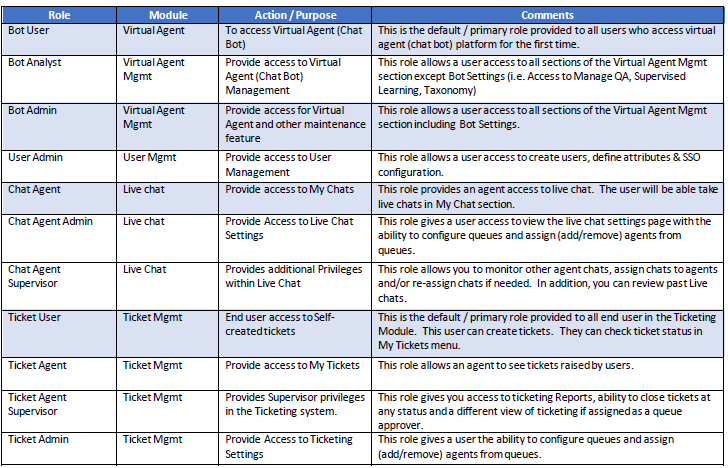 Role Module Action / Purpose Comments
Bot User Virtual Agent To access Virtual Agent (Chat Bot) This is the default / primary role provided to all users who access virtual agent (chat bot) platform for the first time.
Bot Analyst Virtual Agent Mgmt Provide access to Virtual Agent (Chat Bot) Management This role allows a user access to all sections of the Virtual Agent Mgmt section except Bot Settings (i.e. Access to Manage QA, Supervised Learning, Taxonomy)
Bot Admin Virtual Agent Mgmt Provide access for Virtual Agent and other maintenance feature This role allows a user access to all sections of the Virtual Agent Mgmt section including Bot Settings.
User Admin User Mgmt Provide access to User Management This role allows a user access to create users, define attributes & SSO configuration.
Chat Agent Live chat Provide access to My Chats This role provides an agent access to live chat. The user will be able take live chats in My Chat section.
Chat Agent Admin Live chat Provide Access to Live Chat Settings This role gives a user access to view the live chat settings page with the ability to configure queues and assign (add/remove) agents from queues.
Chat Agent Supervisor Live Chat Provides additional Privileges within Live Chat This role allows you to monitor other agent chats, assign chats to agents and/or re-assign chats if needed. In addition, you can review past Live chats.
Ticket User Ticket Mgmt End user access to Self-created tickets This is the default / primary role provided to all end user in the Ticketing Module. This user can create tickets. They can check ticket status in My Tickets menu.
Ticket Agent Ticket Mgmt Provide access to My Tickets This role allows an agent to see tickets raised by users.
Ticket Agent Supervisor Ticket Mgmt Provides Supervisor privileges in the Ticketing system. This role gives you access to ticketing Reports, ability to close tickets at any status and a different view of ticketing if assigned as a queue approver.
Ticket Admin Ticket Mgmt Provide Access to Ticketing Settings This role gives a user the ability to configure queues and assign (add/remove) agents from queues.